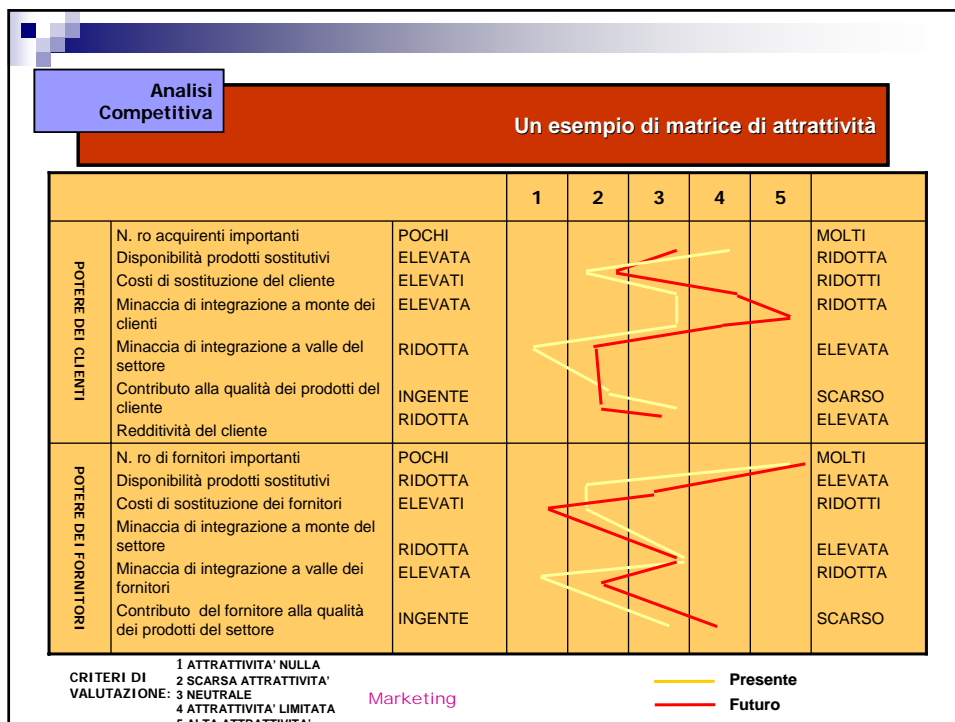 Analisi
Competitiva
Un esempio di matrice di attrattività
1 2 3 4 5
POTERE DEI CLIENTI
N. ro acquirenti importanti POCHI MOLTI
Disponibilità prodotti sostitutivi ELEVATA RIDOTTA
Costi di sostituzione del cliente ELEVATI RIDOTTI
Minaccia di integrazione a monte dei ELEVATA RIDOTTA
clienti
Minaccia di integrazione a valle del RIDOTTA ELEVATA
settore
Contributo alla qualità dei prodotti del INGENTE SCARSO
cliente
Redditività del cliente RIDOTTA ELEVATA
POTERE DEI FORNITORI
N. ro di fornitori importanti POCHI MOLTI
Disponibilità prodotti sostitutivi RIDOTTA ELEVATA
Costi di sostituzione dei fornitori ELEVATI RIDOTTI
Minaccia di integrazione a monte del
settore RIDOTTA ELEVATA
Minaccia di integrazione a valle dei ELEVATA RIDOTTA
fornitori
Contributo del fornitore alla qualità
dei prodotti del settore INGENTE SCARSO
CRITERI DI
VALUTAZIONE:
1 ATTRATTIVITA' NULLA
2 SCARSA ATTRATTIVITA'
3 NEUTRALE
4 ATTRATTIVITA' LIMITATA
5 ALTA ATTRATTIVITA'
Marketing
Presente
Futuro